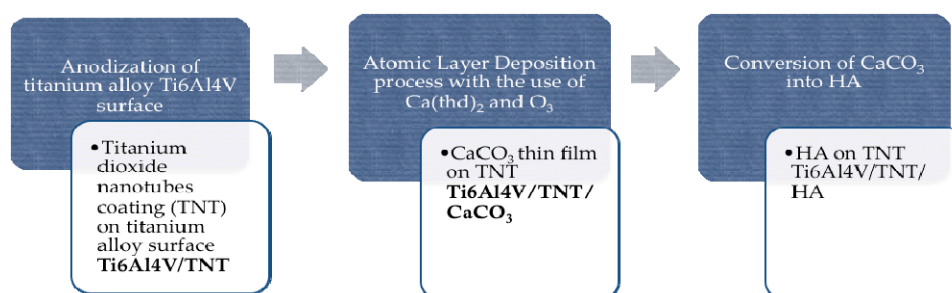 Anodization of
titanium alloy Ti6Al4V
surface
•Titanium
dioxide
nanotubes
coating (TNT)
on titanium
alloy surface
Ti6Al4V/TNT
Atomic Layer Deposition
process with the use of
Ca(thd)₂ and O₃
•CaCO₃ thin film
on TNT
Ti6Al4V/TNT/
CaCO₃
Conversion of CaCO₃
into HA
•HA on TNT
Ti6Al4V/TNT/
HA